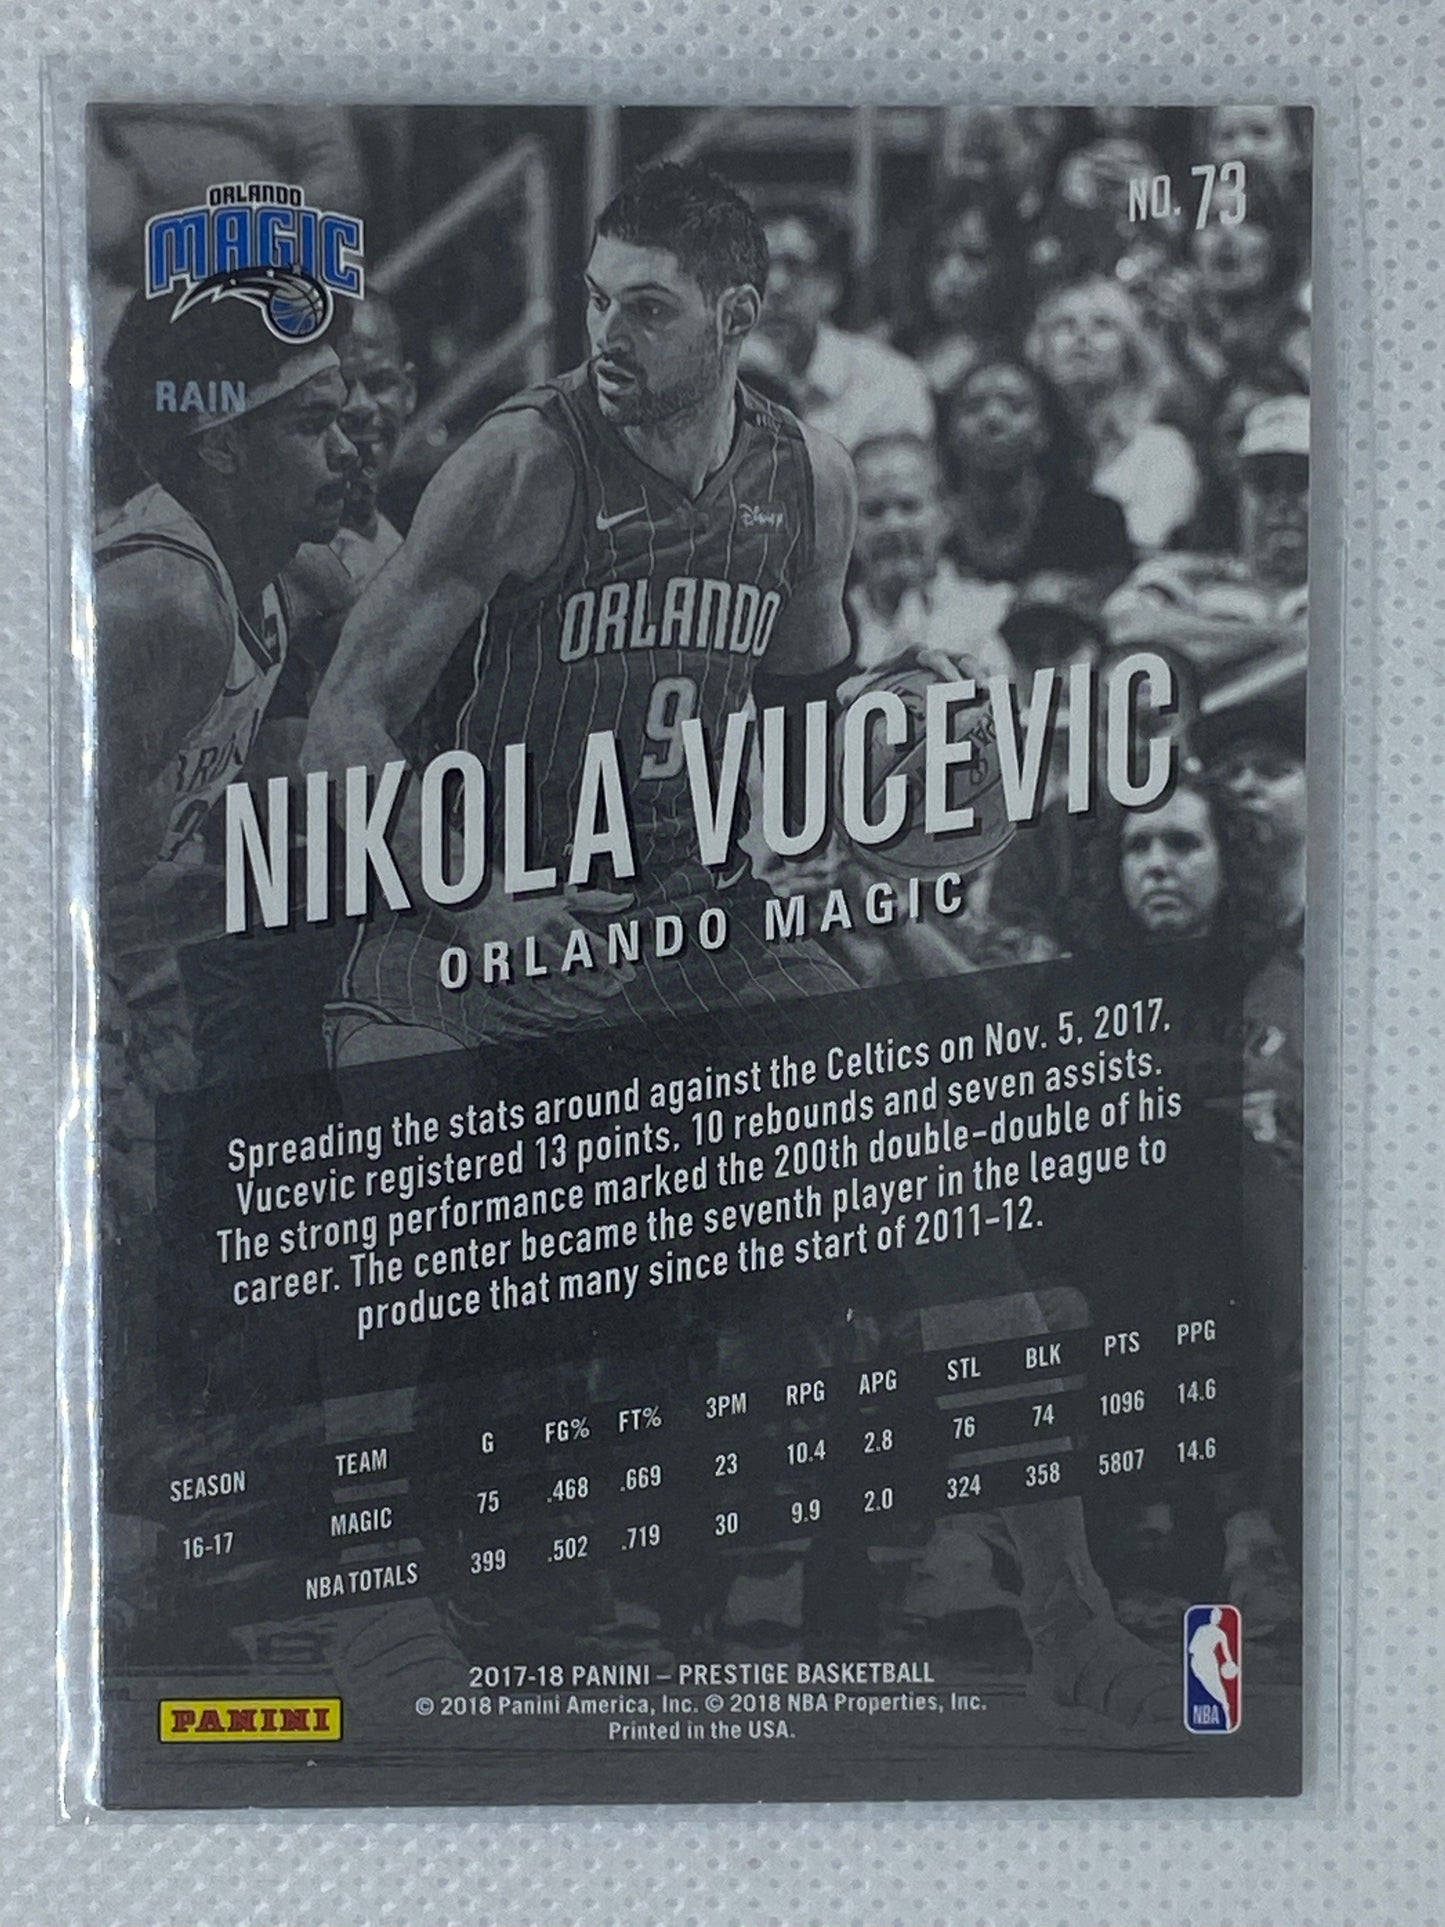 ORLANDO
MAGIC
NO. 73
RAIN
Disney
ORLANDO
9
NIKOLA VUCEVIC
ORLANDO MAGIC
Spreading the stats around against the Celtics on Nov. 5, 2017,
Vucevic registered 13 points, 10 rebounds and seven assists.
The strong performance marked the 200th double-double of his
career. The center became the seventh player in the league to
produce that many since the start of 2011-12.
SEASON TEAM G FG% FT% 3PM RPG APG STL BLK PTS PPG
16-17 MAGIC 75 .468 .669 23 10.4 2.8 76 74 1096 14.6
NBA TOTALS 399 .502 .719 30 9.9 2.0 324 358 5807 14.6
2017-18 PANINI – PRESTIGE BASKETBALL
© 2018 Panini America, Inc. © 2018 NBA Properties, Inc.
Printed in the USA.
PANINI
NBA